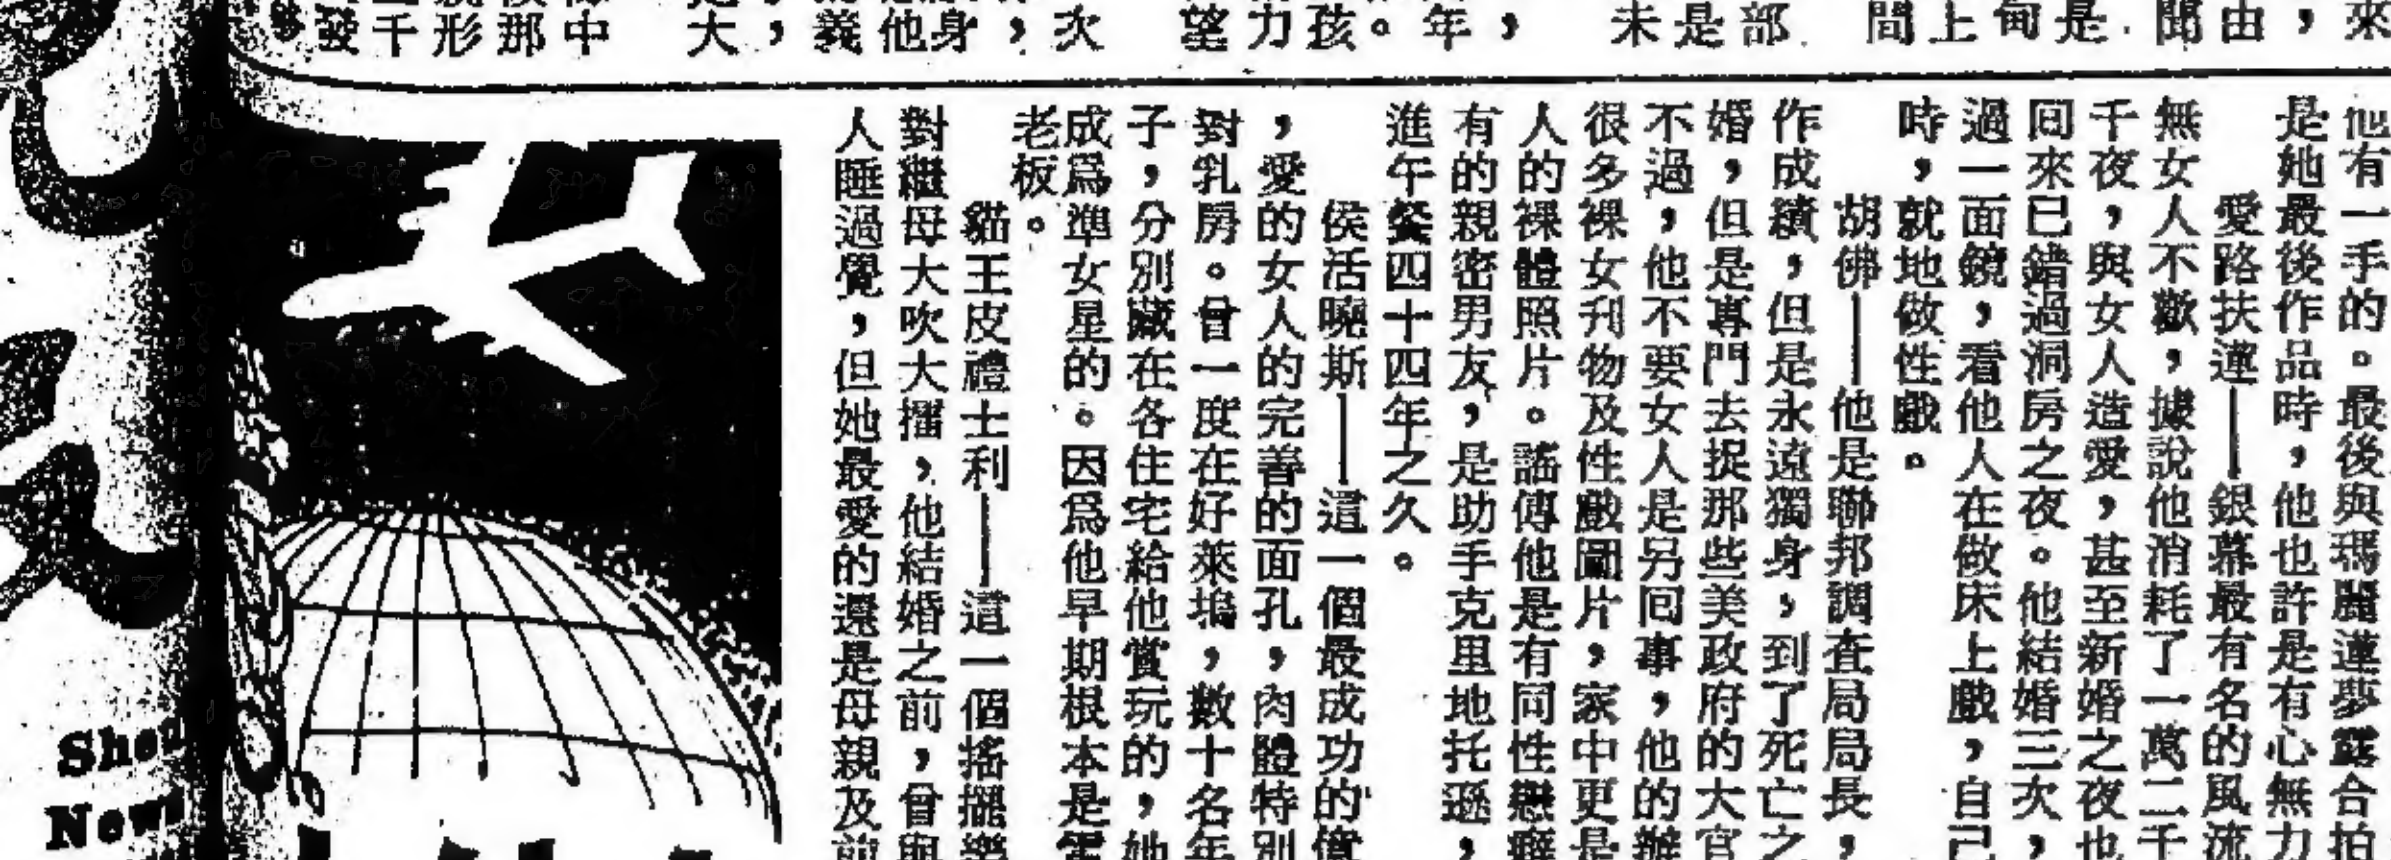 來
，
由
聞
是
甸
上
間
部
是
未
，
年
。
孩
力
望
次
，
身
他
義
，
大
中
那
形
千
發
他有一手的。最後與瑪麗蓮夢露合拍
是她最後作品時，他也許是有心無力
愛路扶連——銀幕最有名的風流
無女人不歡，據說他消耗了一萬二千
千夜，與女人造愛，甚至新婚之夜也
回來已錯過洞房之夜。他結婚三次，
過一面鏡，看他人在做床上戲，自己
時，就地做性戲。
胡佛——他是聯邦調查局局長，
作成績，但是永遠獨身，到了死亡之
婚，但是專門去捉那些美政府的大官
不過，他不要女人是另回事，他的辦
很多裸女刊物及性戲圖片，家中更是
人的裸體照片。謠傳他是有同性戀癖
有的親密男友，是助手克里地托遜，
進午餐四十四年之久。
侯活曉斯——這一個最成功的億
，愛的女人的完善的面孔，肉體特別
對乳房。曾一度在好萊塢，數十名年
子，分別藏在各住宅給他賞玩的，她
成爲準女星的。因爲他早期根本是電
老板。
貓王皮禮士利——這一個搖擺樂
對繼母大吹大擂，他結婚之前，曾與
人睡過覺，但她最愛的還是母親及前
She
New